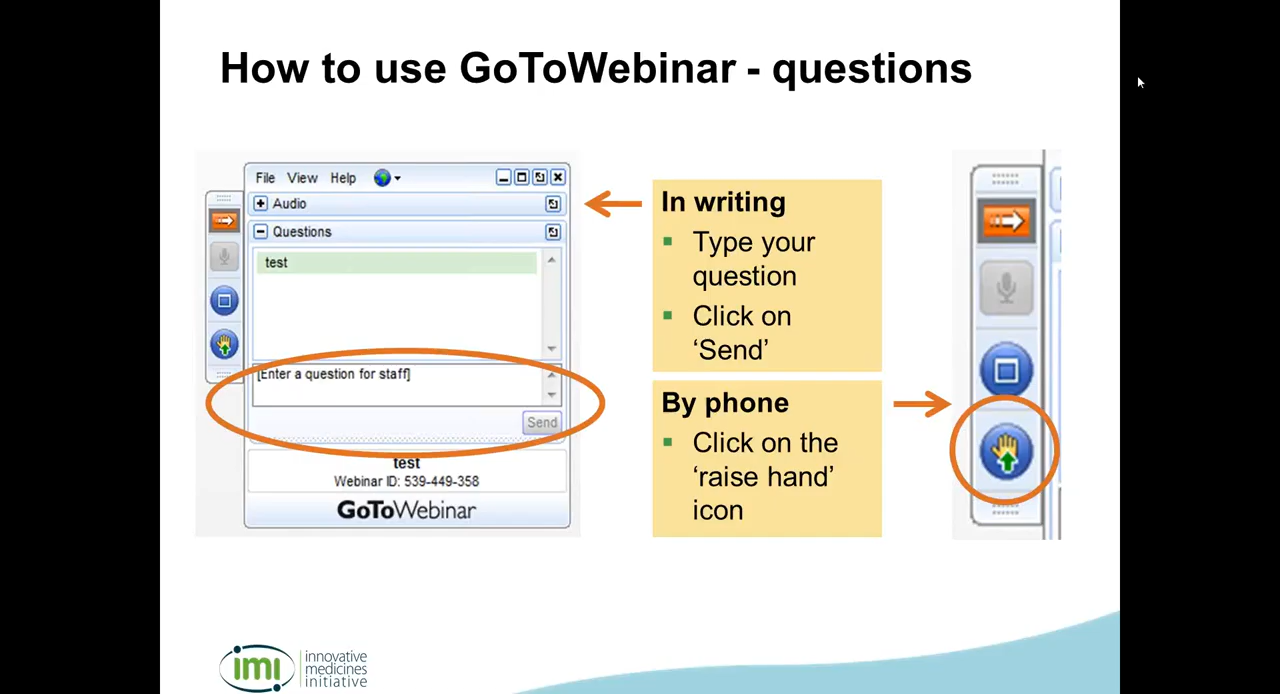 How to use GoToWebinar - questions
File View Help
Audio
Questions
test
[Enter a question for staff]
Send
test
Webinar ID: 539-449-358
GoToWebinar
In writing
Type your
question
Click on
‘Send’
By phone
Click on the
‘raise hand’
icon
imi
innovative
medicines
initiative